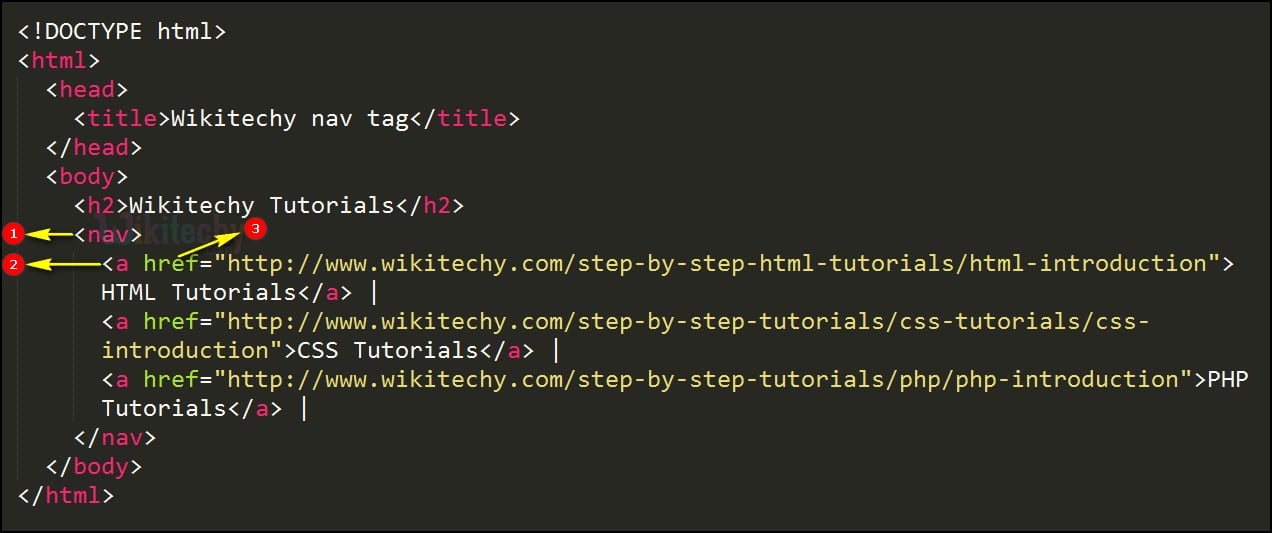 <!DOCTYPE html>
<html>
<head>
<title>Wikitechy nav tag</title>
</head>
<body>
<h2>Wikitechy Tutorials</h2>
Wikitechy
1 <nav> 3
2 <a href="http://www.wikitechy.com/step-by-step-html-tutorials/html-introduction">
HTML Tutorials</a> |
<a href="http://www.wikitechy.com/step-by-step-tutorials/css-tutorials/css-
introduction">CSS Tutorials</a> |
<a href="http://www.wikitechy.com/step-by-step-tutorials/php/php-introduction">PHP
Tutorials</a> |
</nav>
</body>
</html>